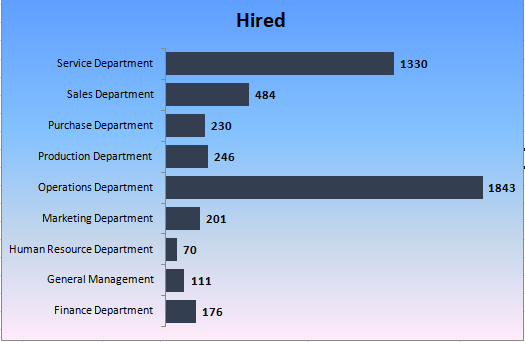 Hired
Service Department 1330
Sales Department 484
Purchase Department 230
Production Department 246
Operations Department 1843
Marketing Department 201
Human Resource Department 70
General Management 111
Finance Department 176